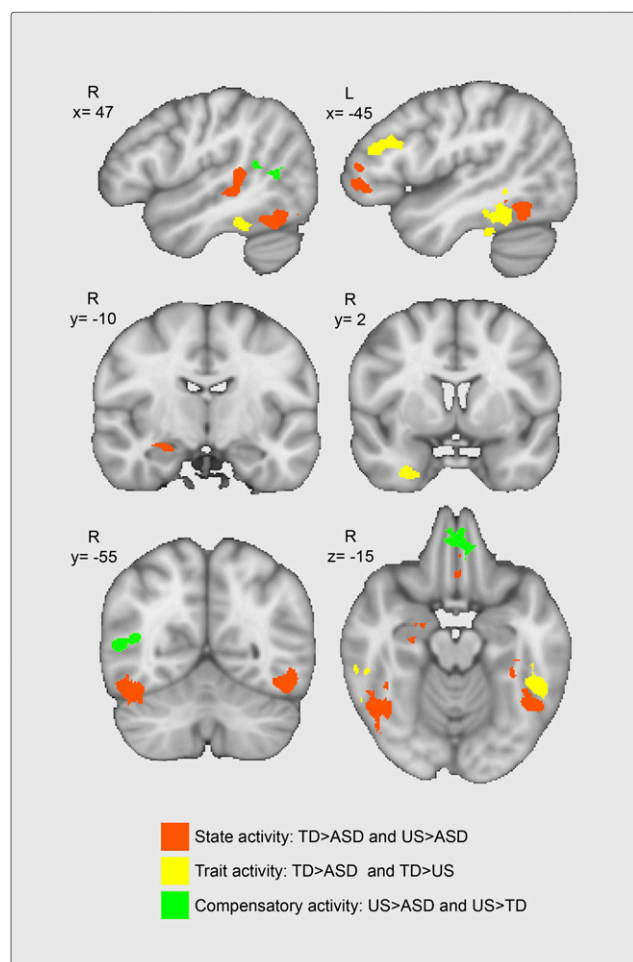 R
x= 47
L
x= -45
R
y= -10
R
y= 2
R
y= -55
R
z= -15
State activity: TD>ASD and US>ASD
Trait activity: TD>ASD and TD>US
Compensatory activity: US>ASD and US>TD